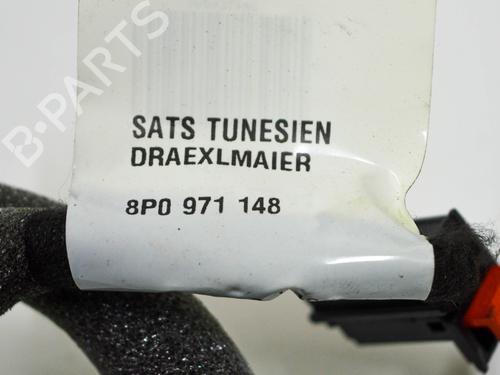 B-PARTS
SATS TUNESIEN
DRAEXLMAIER
8P0 971 148